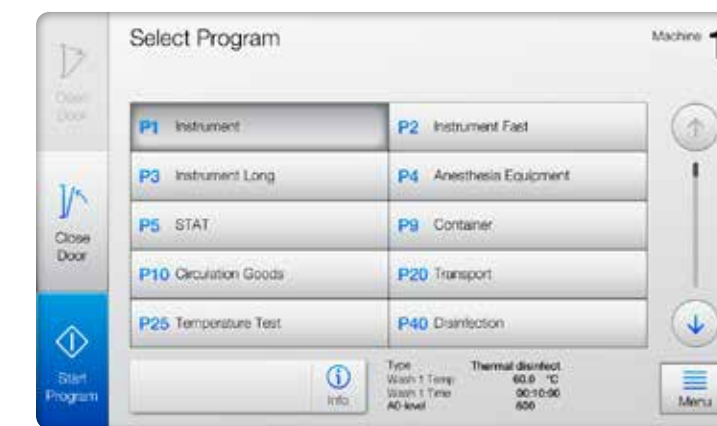 Select Program
Machine 1
Open
Door
P1 Instrument
P2 Instrument Fast
P3 Instrument Long
P4 Anesthesia Equipment
Close
Door
P5 STAT
P9 Container
P10 Circulation Goods
P20 Transport
P25 Temperature Test
P40 Disinfection
Start
Program
Info
Type Thermal disinfect
Wash 1 Temp 60.0 °C
Wash 1 Time 00:10:00
A0-level 600
Menu